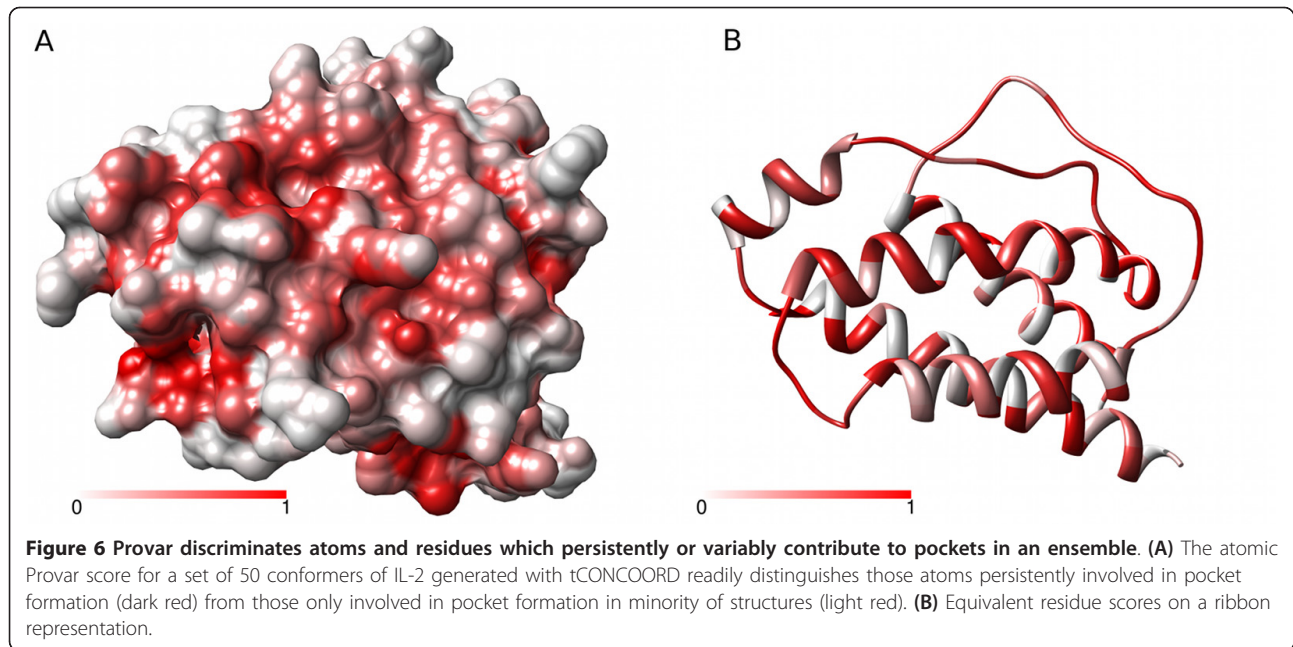 A
B
0 1
0 1
Figure 6 Provar discriminates atoms and residues which persistently or variably contribute to pockets in an ensemble. (A) The atomic
Provar score for a set of 50 conformers of IL-2 generated with tCONCOORD readily distinguishes those atoms persistently involved in pocket
formation (dark red) from those only involved in pocket formation in minority of structures (light red). (B) Equivalent residue scores on a ribbon
representation.